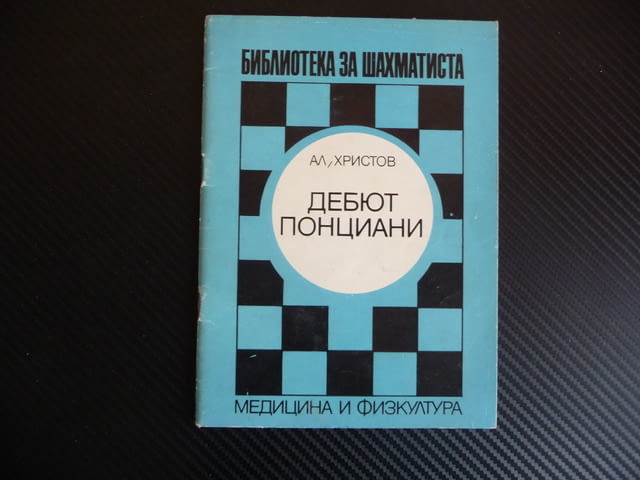 БИБЛИОТЕКА ЗА ШАХМАТИСТА
АЛ, ХРИСТОВ
ДЕБЮТ
ПОНЦИАНИ
МЕДИЦИНА И ФИЗКУЛТУРА